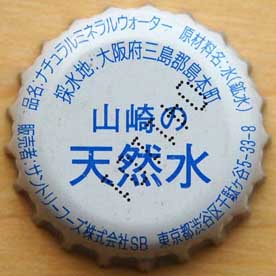 品名:ナチュラルミネラルウォーター 原材料名:水(鉱水)
採水地:大阪府三島郡島本町
山崎の
天然水
販売者:サントリーフーズ株式会社SB 東京都渋谷区千駄ヶ谷5-33-8